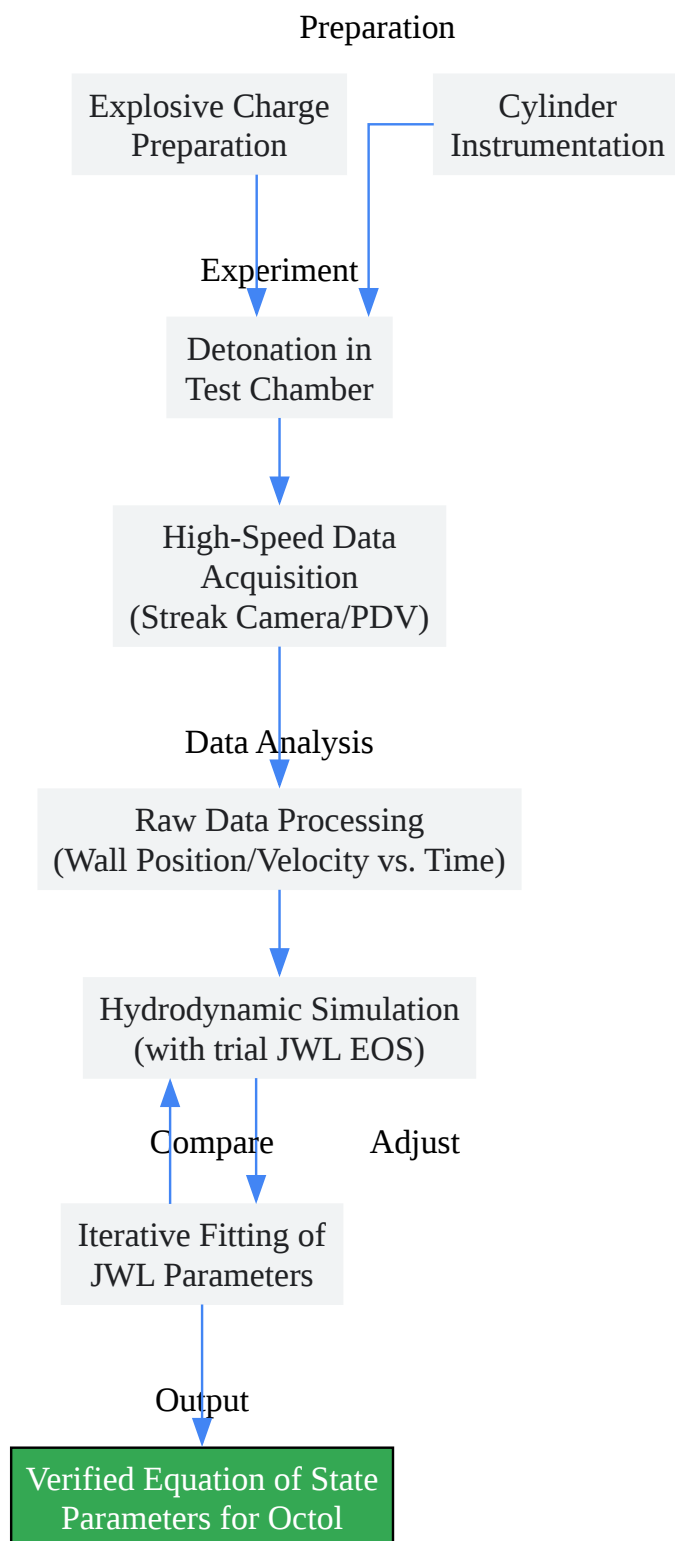 Preparation
Explosive Charge
Preparation
Cylinder
Instrumentation
Experiment
Detonation in
Test Chamber
High-Speed Data
Acquisition
(Streak Camera/PDV)
Data Analysis
Raw Data Processing
(Wall Position/Velocity vs. Time)
Hydrodynamic Simulation
(with trial JWL EOS)
Compare
Adjust
Iterative Fitting of
JWL Parameters
Output
Verified Equation of State
Parameters for Octol